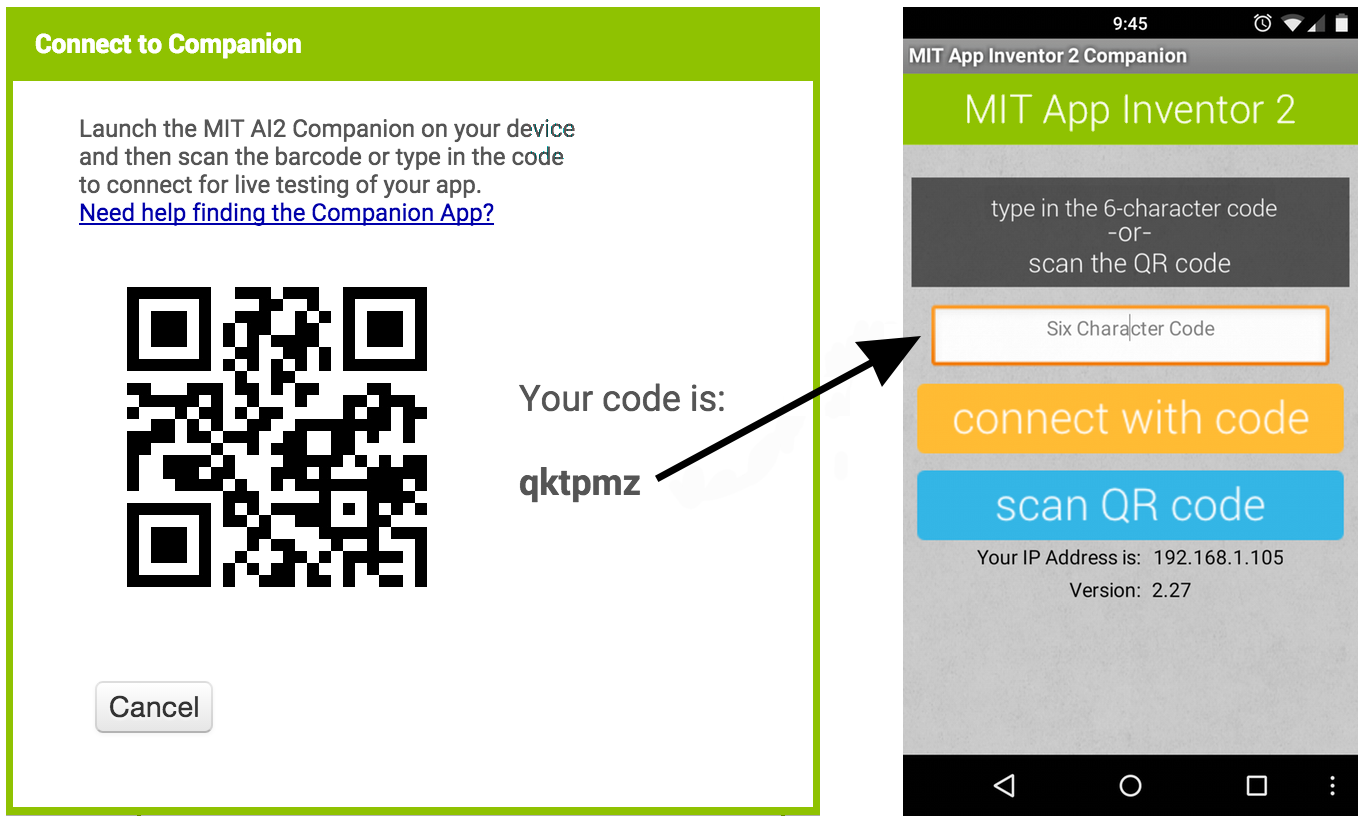 Connect to Companion
Launch the MIT AI2 Companion on your device
and then scan the barcode or type in the code
to connect for live testing of your app.
Need help finding the Companion App?
Your code is:
qktpmz
Cancel
9:45
MIT App Inventor 2 Companion
MIT App Inventor 2
type in the 6-character code
-or-
scan the QR code
Six Character Code
connect with code
scan QR code
Your IP Address is: 192.168.1.105
Version: 2.27